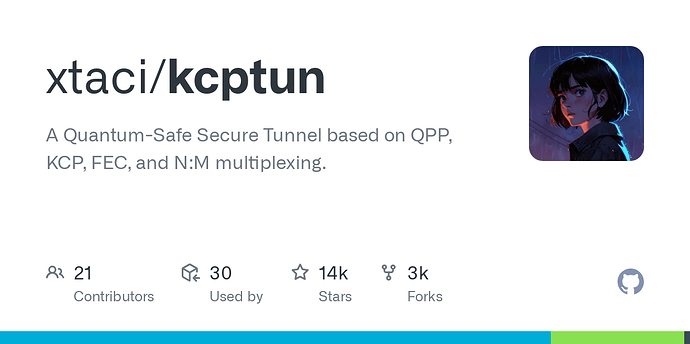 xtaci/kcptun
A Quantum-Safe Secure Tunnel based on QPP,
KCP, FEC, and N:M multiplexing.
21
Contributors
30
Used by
14k
Stars
3k
Forks